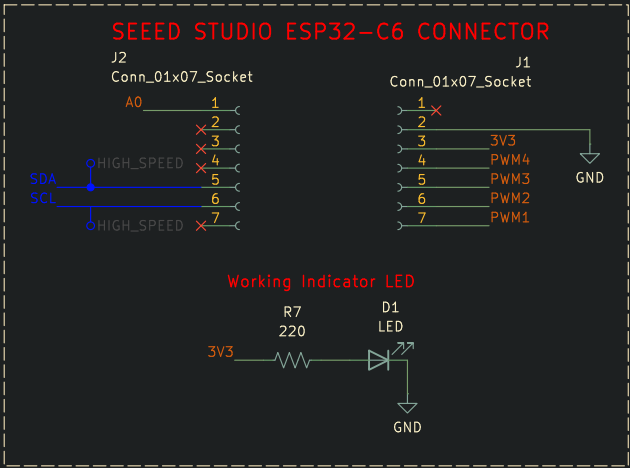 SEEED STUDIO ESP32-C6 CONNECTOR
J2
Conn_01x07_Socket
A0
1
2
3
4
5
6
7
HIGH_SPEED
SDA
SCL
HIGH_SPEED
J1
Conn_01x07_Socket
1
2
3
4
5
6
7
3V3
PWM4
PWM3
PWM2
PWM1
GND
Working Indicator LED
R7
220
D1
LED
3V3
GND